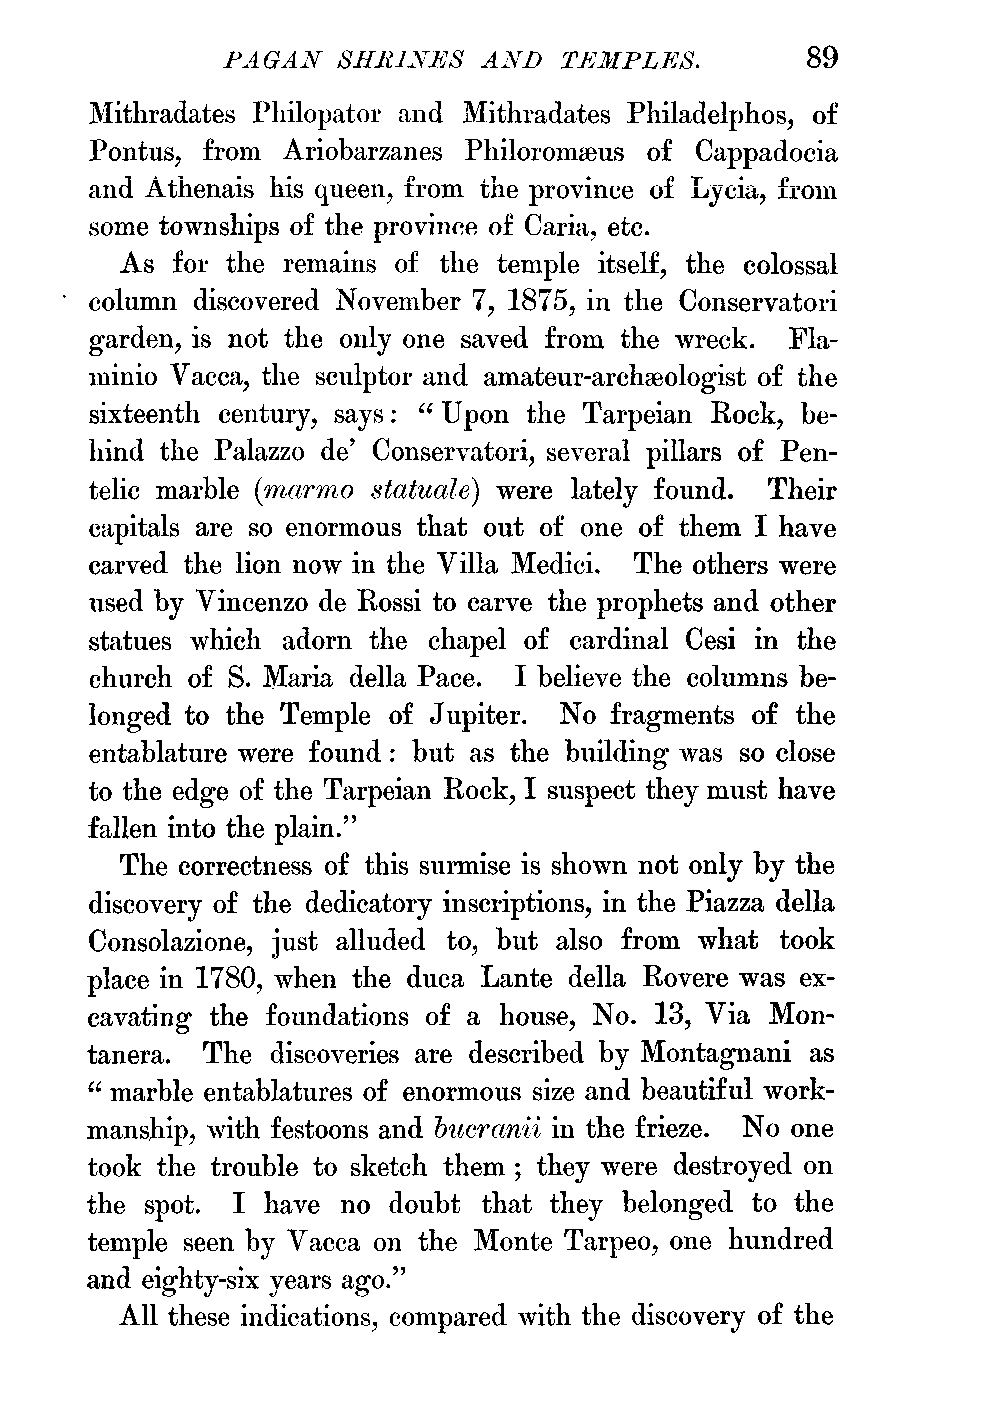 PAGAN SHRINES AND TEMPLES. 89
Mithradates Philopator and Mithradates Philadelphos, of
Pontus, from Ariobarzanes Philoromæus of Cappadocia
and Athenais his queen, from the province of Lycia, from
some townships of the province of Caria, etc.
As for the remains of the temple itself, the colossal
column discovered November 7, 1875, in the Conservatori
garden, is not the only one saved from the wreck. Fla-
minio Vacca, the sculptor and amateur-archæologist of the
sixteenth century, says: “Upon the Tarpeian Rock, be-
hind the Palazzo de’ Conservatori, several pillars of Pen-
telic marble (marmo statuale) were lately found. Their
capitals are so enormous that out of one of them I have
carved the lion now in the Villa Medici. The others were
used by Vincenzo de Rossi to carve the prophets and other
statues which adorn the chapel of cardinal Cesi in the
church of S. Maria della Pace. I believe the columns be-
longed to the Temple of Jupiter. No fragments of the
entablature were found: but as the building was so close
to the edge of the Tarpeian Rock, I suspect they must have
fallen into the plain.”
The correctness of this surmise is shown not only by the
discovery of the dedicatory inscriptions, in the Piazza della
Consolazione, just alluded to, but also from what took
place in 1780, when the duca Lante della Rovere was ex-
cavating the foundations of a house, No. 13, Via Mon-
tanera. The discoveries are described by Montagnani as
“marble entablatures of enormous size and beautiful work-
manship, with festoons and bucranii in the frieze. No one
took the trouble to sketch them; they were destroyed on
the spot. I have no doubt that they belonged to the
temple seen by Vacca on the Monte Tarpeo, one hundred
and eighty-six years ago.”
All these indications, compared with the discovery of the